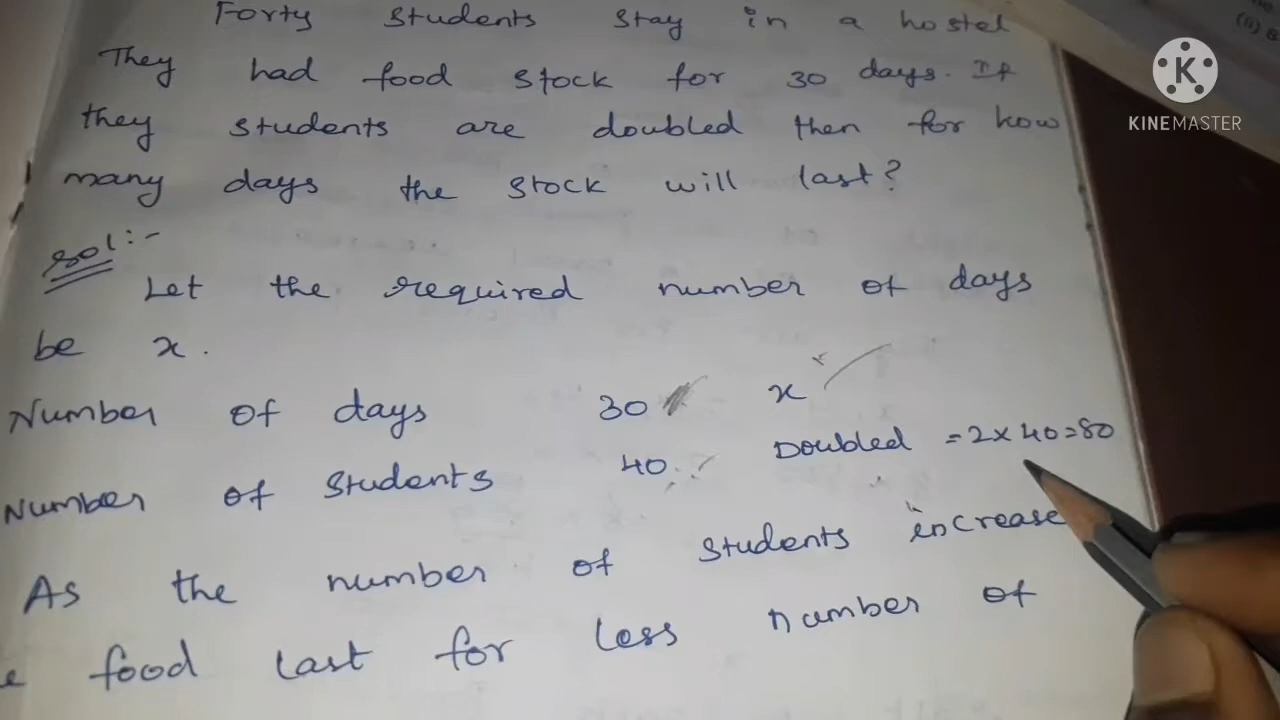 Forty students stay in a hostel
They had food stock for 30 days. If
they students are doubled then for how
many days the stock will last?
Sol:-
Let the required number of days
be x.
Number of days 30 x
Number of students 40 Doubled = 2 x 40 = 80
As the number of students increase
food last for less number of
K
KINEMASTER
(ii)